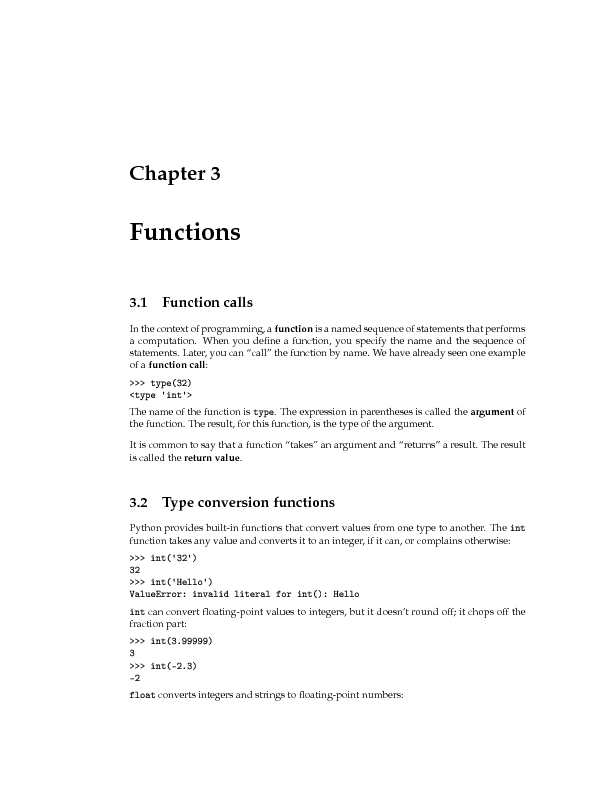 Chapter 3
Functions
3.1 Function calls
In the context of programming, a function is a named sequence of statements that performs
a computation. When you define a function, you specify the name and the sequence of
statements. Later, you can “call” the function by name. We have already seen one example
of a function call:
>>> type(32)
<type 'int'>
The name of the function is type. The expression in parentheses is called the argument of
the function. The result, for this function, is the type of the argument.
It is common to say that a function “takes” an argument and “returns” a result. The result
is called the return value.
3.2 Type conversion functions
Python provides built-in functions that convert values from one type to another. The int
function takes any value and converts it to an integer, if it can, or complains otherwise:
>>> int('32')
32
>>> int('Hello')
ValueError: invalid literal for int(): Hello
int can convert floating-point values to integers, but it doesn’t round off; it chops off the
fraction part:
>>> int(3.99999)
3
>>> int(-2.3)
-2
float converts integers and strings to floating-point numbers: